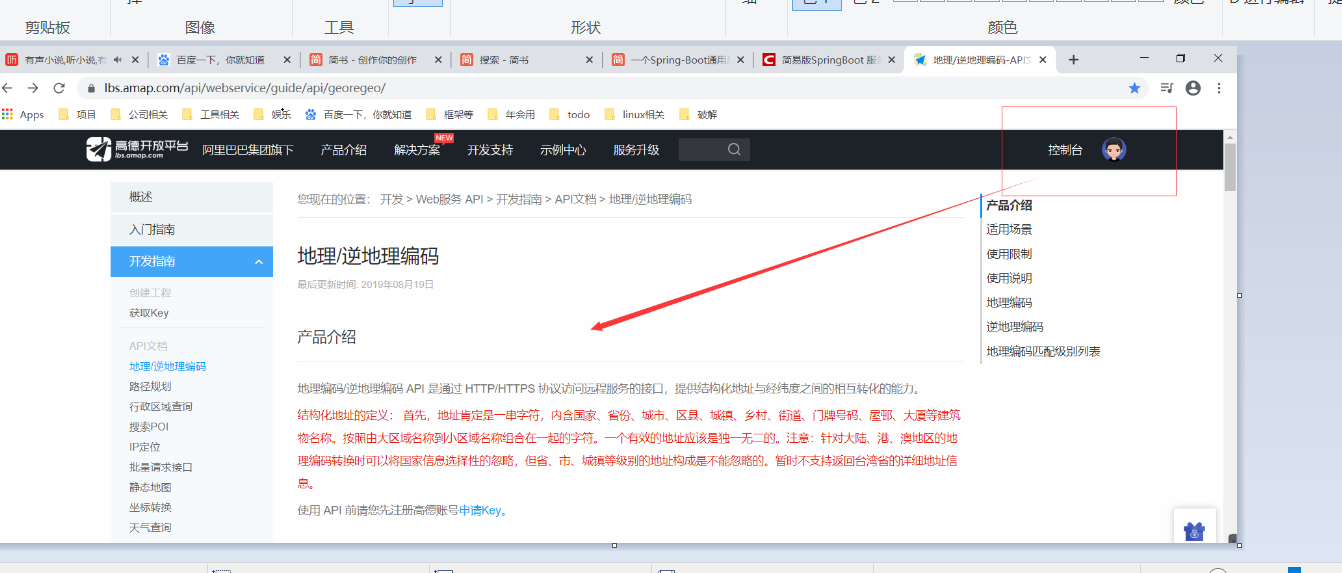 剪贴板
图像
工具
形状
颜色
有声小说,听小说,有
百度一下，你就知道
简书 - 创作你的创作
搜索 - 简书
一个Spring-Boot通用
简易版SpringBoot 服
地理/逆地理编码-API文
lbs.amap.com/api/webservice/guide/api/georegeo/
Apps
项目
公司相关
工具相关
娱乐
百度一下，你就知道
框架等
年会用
todo
linux相关
破解
高德开放平台
lbs.amap.com
阿里巴巴集团旗下
产品介绍
解决方案
NEW
开发支持
示例中心
服务升级
控制台
概述
入门指南
开发指南
创建工程
获取Key
API文档
地理/逆地理编码
路径规划
行政区域查询
搜索POI
IP定位
批量请求接口
静态地图
坐标转换
天气查询
您现在的位置： 开发 > Web服务 API > 开发指南 > API文档 > 地理/逆地理编码
地理/逆地理编码
最后更新时间: 2019年08月19日
产品介绍
地理编码/逆地理编码 API 是通过 HTTP/HTTPS 协议访问远程服务的接口，提供结构化地址与经纬度之间的相互转化的能力。
结构化地址的定义： 首先，地址肯定是一串字符，内含国家、省份、城市、区县、城镇、乡村、街道、门牌号码、屋邨、大厦等建筑
物名称。按照由大区域名称到小区域名称组合在一起的字符。一个有效的地址应该是独一无二的。注意：针对大陆、港、澳地区的地
理编码转换时可以将国家信息选择性的忽略，但省、市、城镇等级别的地址构成是不能忽略的。暂时不支持返回台湾省的详细地址信
息。
使用 API 前请您先注册高德账号申请Key。
产品介绍
适用场景
使用限制
使用说明
地理编码
逆地理编码
地理编码匹配级别列表